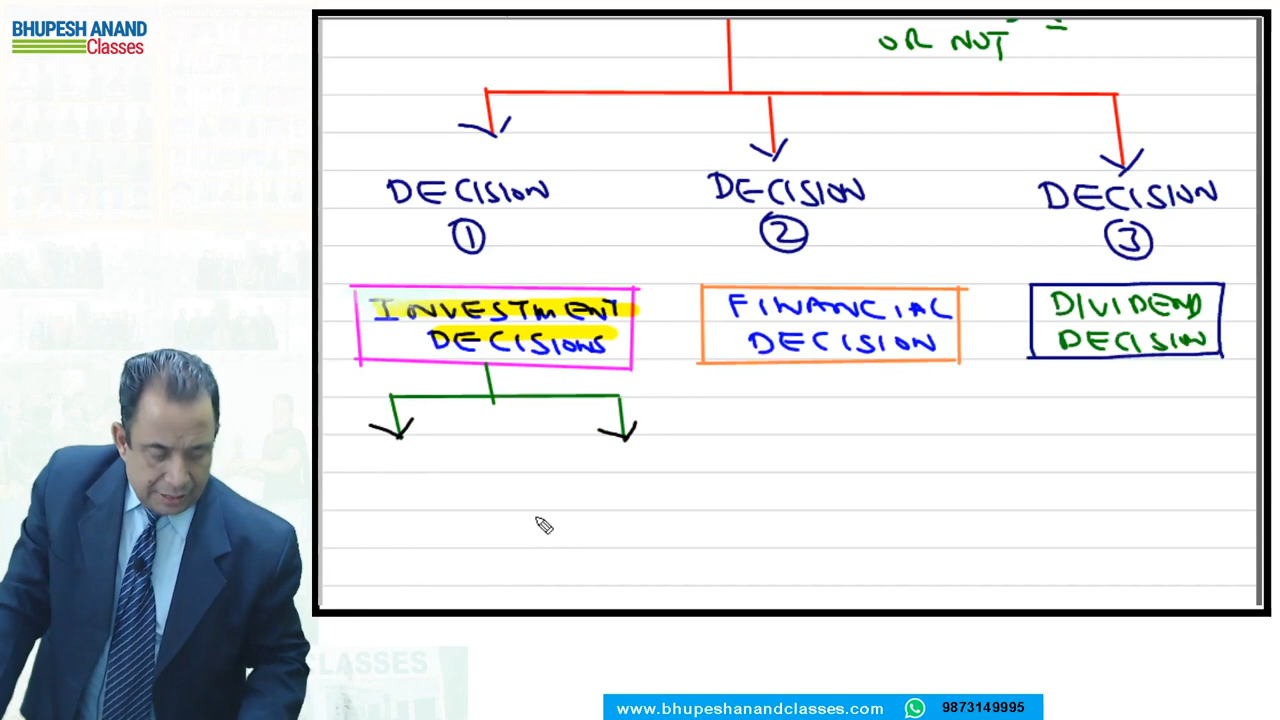 BHUPESH ANAND
Classes
OR NOT
DECISION
①
DECISION
②
DECISION
③
INVESTMENT
DECISIONS
FINANCIAL
DECISION
DIVIDEND
DECISION
CLASSES
www.bhupeshanandclasses.com
9873149995